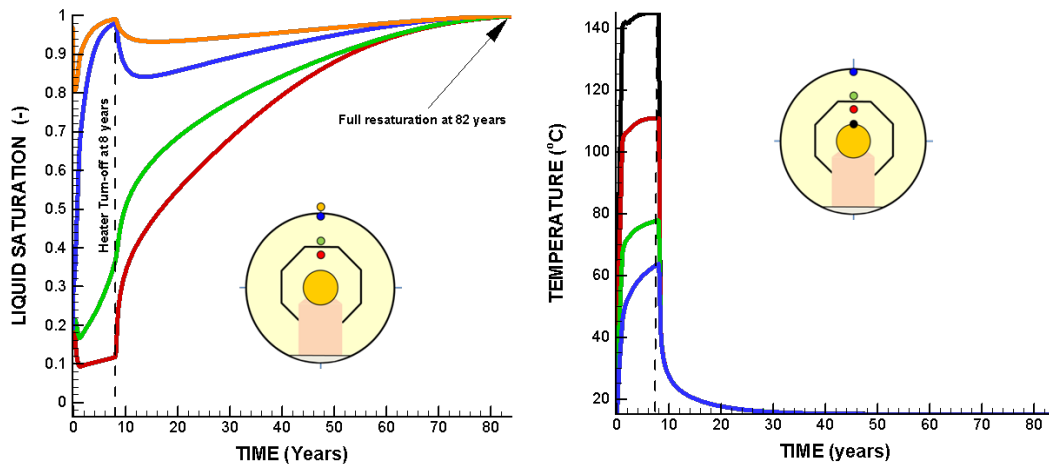 1
0.9
0.8
0.7
0.6
0.5
0.4
0.3
0.2
0.1
0
LIQUID SATURATION (-)
Heater Turn-off at 8 years
Full resaturation at 82 years
0 10 20 30 40 50 60 70 80
TIME (Years)
140
120
100
80
60
40
20
TEMPERATURE (°C)
0 10 20 30 40 50 60 70 80
TIME (years)